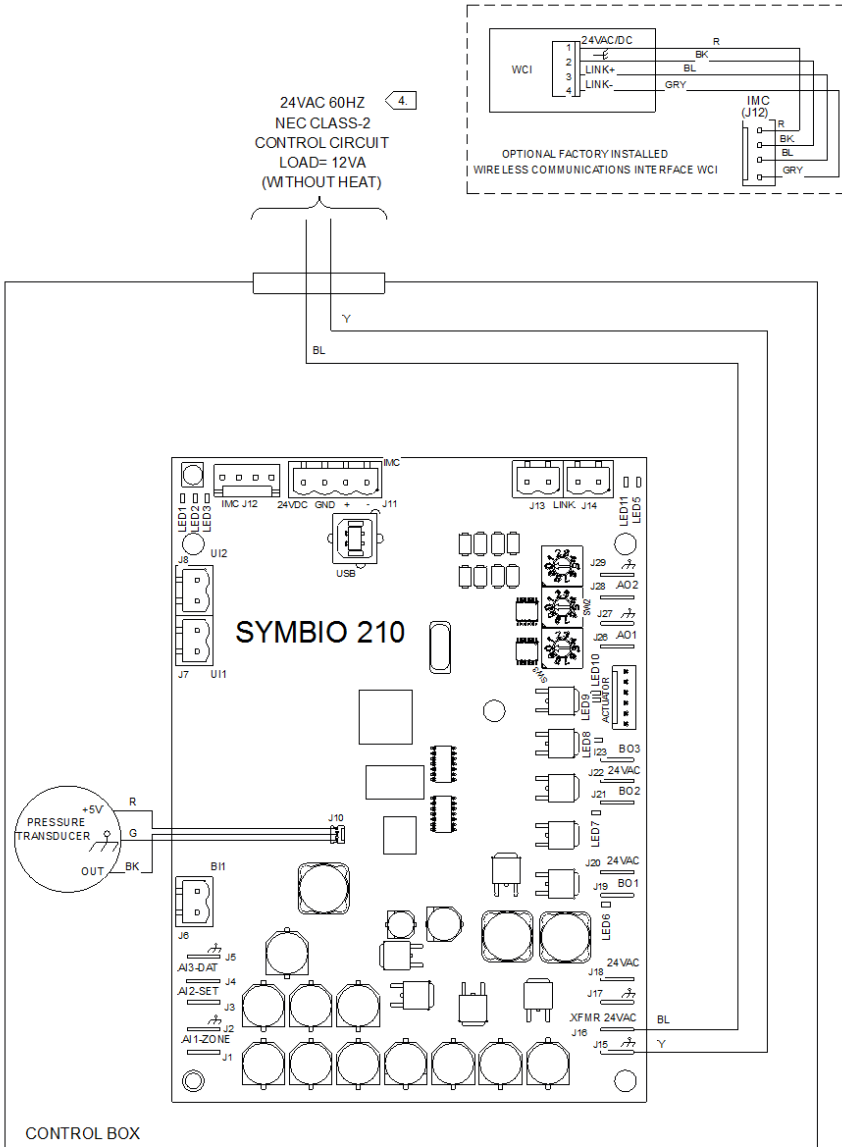 24VAC/DC
R
1
BK
WCI
2
BL
3
LINK+
4
LINK-
GRY
IMC
(J12)
R
BK
BL
GRY
OPTIONAL FACTORY INSTALLED
WIRELESS COMMUNICATIONS INTERFACE WCI
24VAC 60HZ
4.
NEC CLASS-2
CONTROL CIRCUIT
LOAD= 12VA
(WITHOUT HEAT)
Y
BL
IMC
IMC J12
24VDC GND + - J11
J13 LINK J14
LED1
LED2
LED3
LED11
LED5
USB
J8
UI2
J7
UI1
SYMBIO 210
SW2
SW3
J29
J28 AO2
J27
J26 AO1
LED10
LED9
ACTUATOR
LED8
J23 BO3
J22 24VAC
J21 BO2
LED7
J20 24VAC
J19 BO1
LED6
24VAC
J18
J17
XFMR 24VAC
J16
BL
J15
Y
+5V
R
PRESSURE
TRANSDUCER
G
OUT
BK
J10
BI1
J6
J5
AI3-DAT
J4
AI2-SET
J3
J2
AI1-ZONE
J1
CONTROL BOX